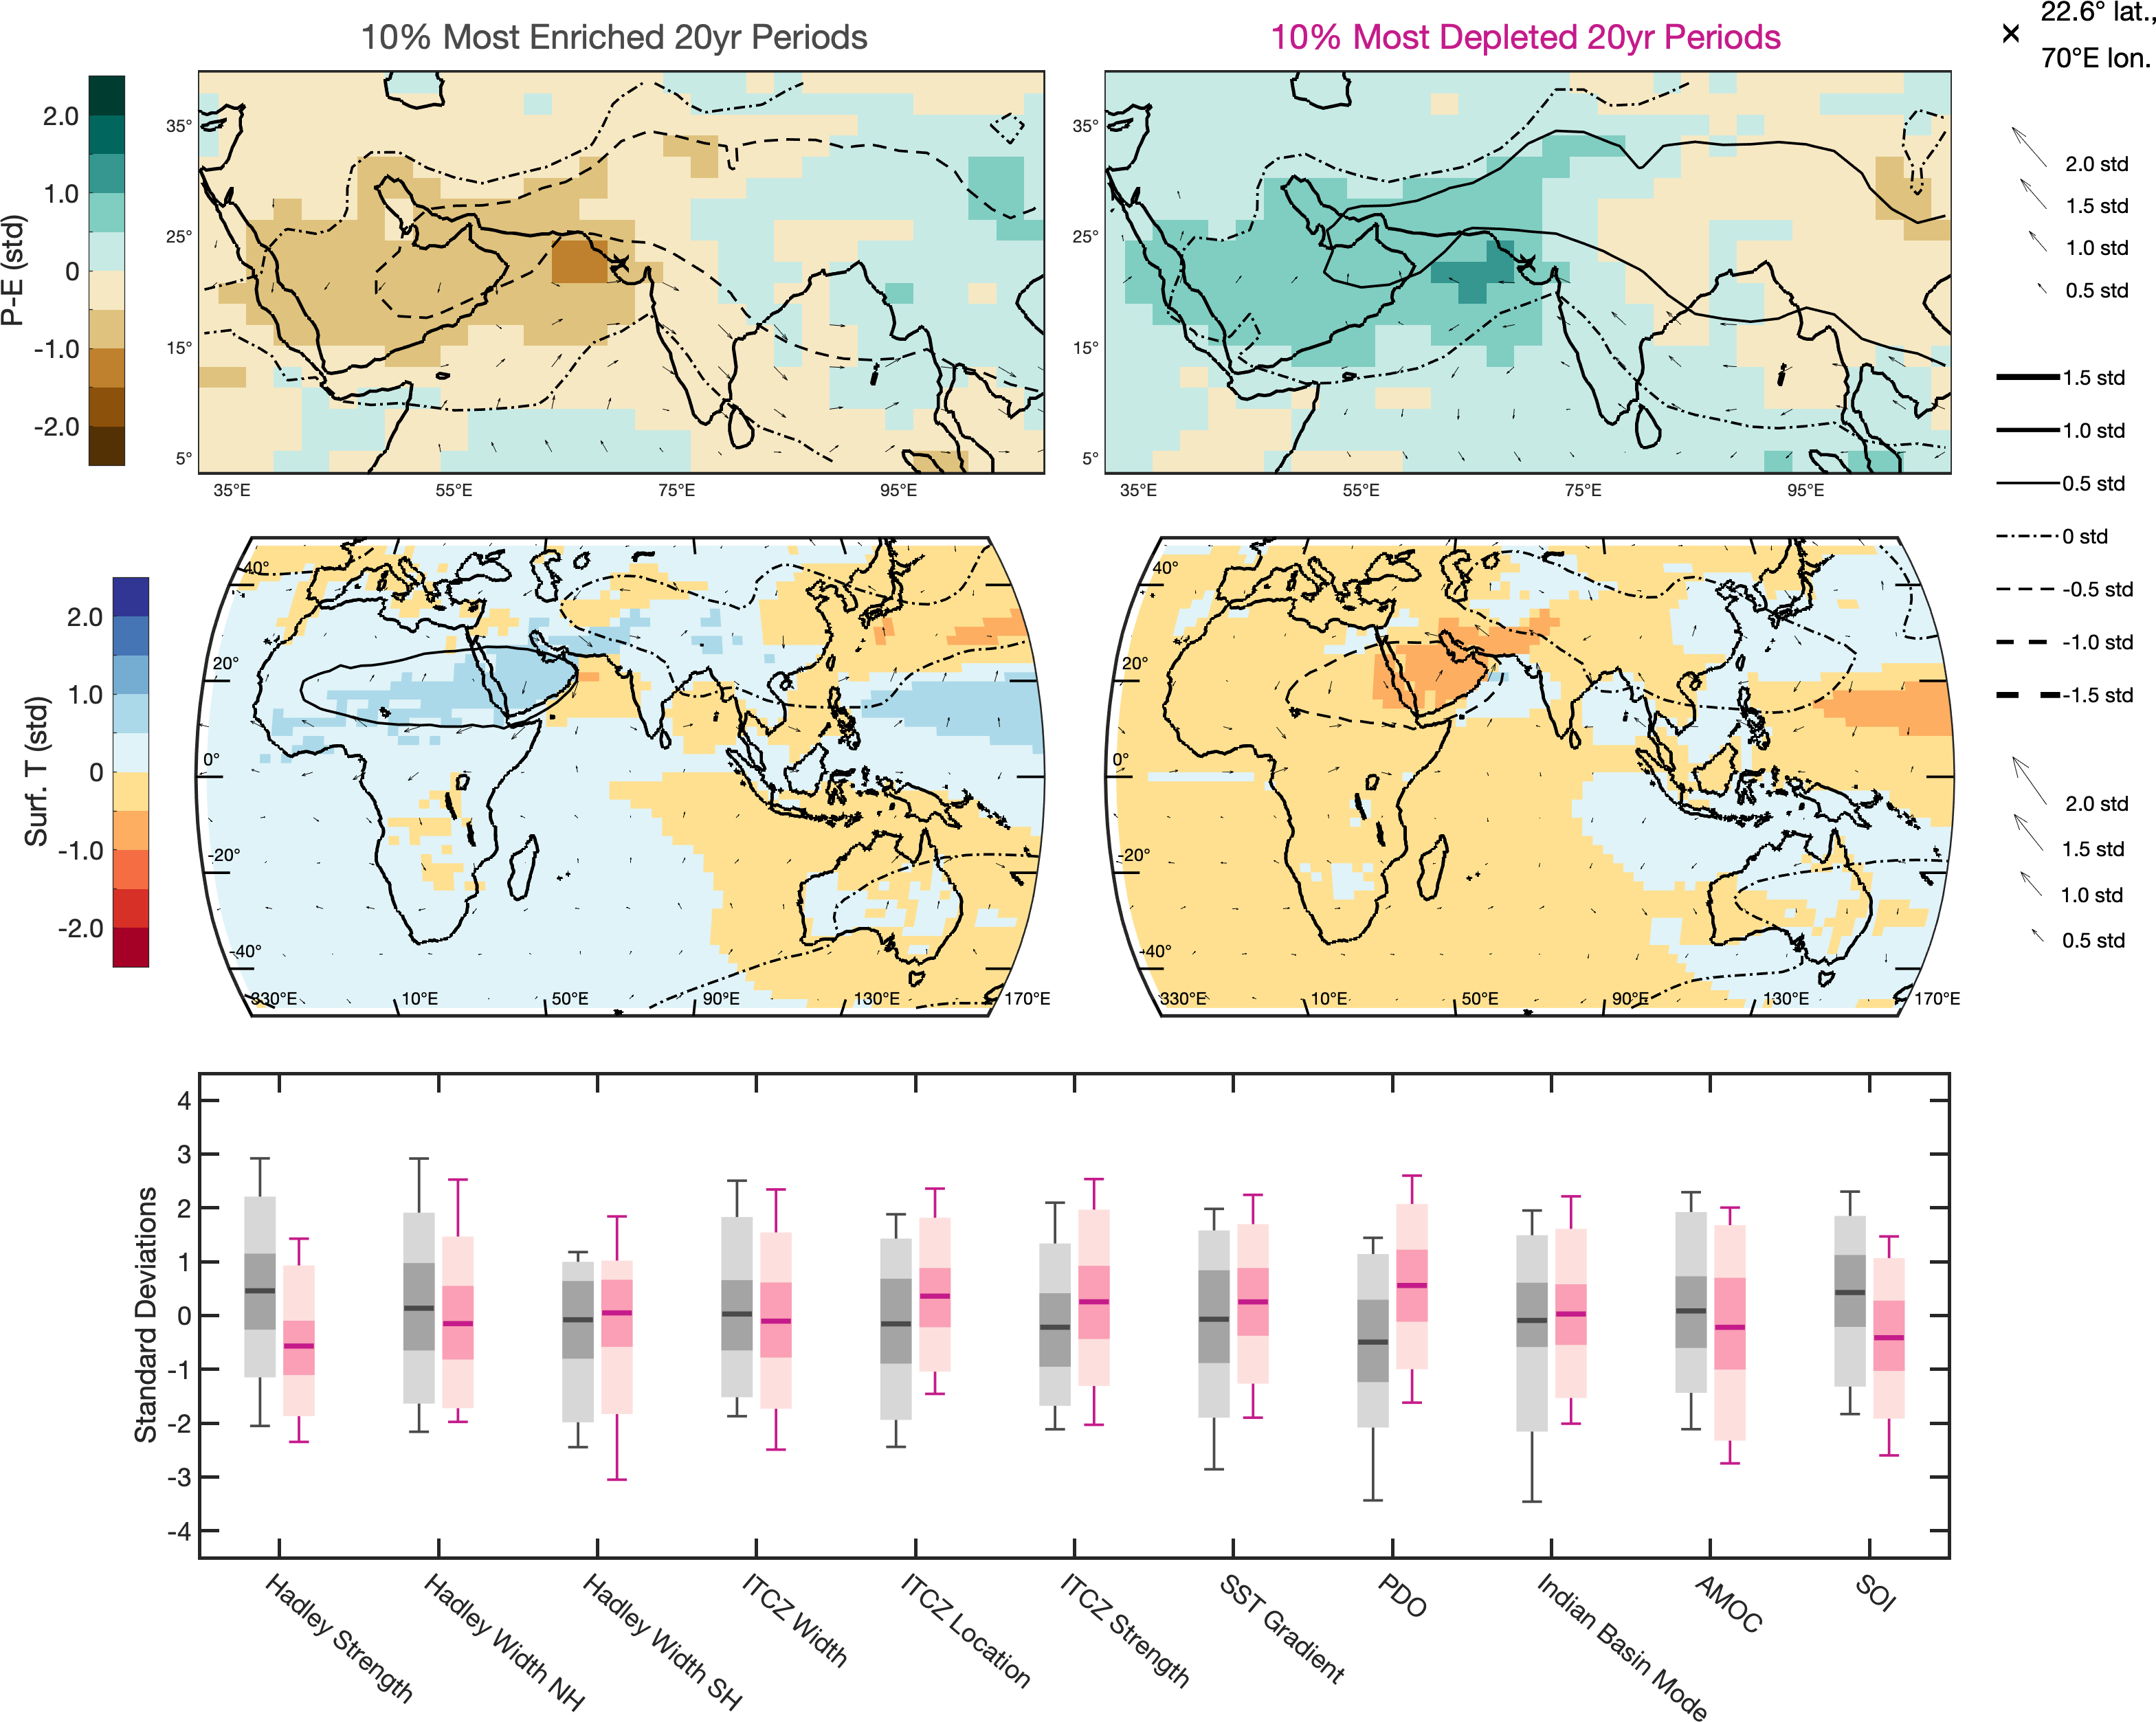 10% Most Enriched 20yr Periods
10% Most Depleted 20yr Periods
22.6° lat.,
70°E lon.
P-E (std)
2.0
1.0
0
-1.0
-2.0
35°
25°
15°
5°
35°E 55°E 75°E 95°E
35°
25°
15°
5°
35°E 55°E 75°E 95°E
2.0 std
1.5 std
1.0 std
0.5 std
1.5 std
1.0 std
0.5 std
0 std
-0.5 std
-1.0 std
-1.5 std
2.0 std
1.5 std
1.0 std
0.5 std
Surf. T (std)
2.0
1.0
0
-1.0
-2.0
40°
20°
0°
-20°
-40°
330°E 10°E 50°E 90°E 130°E 170°E
40°
20°
0°
-20°
-40°
330°E 10°E 50°E 90°E 130°E 170°E
Standard Deviations
4
3
2
1
0
-1
-2
-3
-4
Hadley Strength
Hadley Width NH
Hadley Width SH
ITCZ Width
ITCZ Location
ITCZ Strength
SST Gradient
PDO
Indian Basin Mode
AMOC
SOI